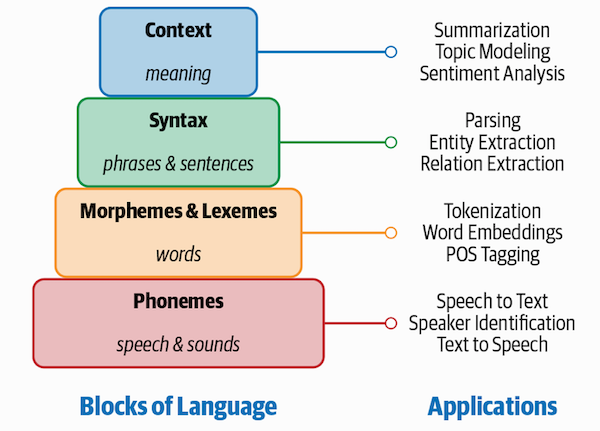 Context
meaning
Summarization
Topic Modeling
Sentiment Analysis
Syntax
phrases & sentences
Parsing
Entity Extraction
Relation Extraction
Morphemes & Lexemes
words
Tokenization
Word Embeddings
POS Tagging
Phonemes
speech & sounds
Speech to Text
Speaker Identification
Text to Speech
Blocks of Language
Applications